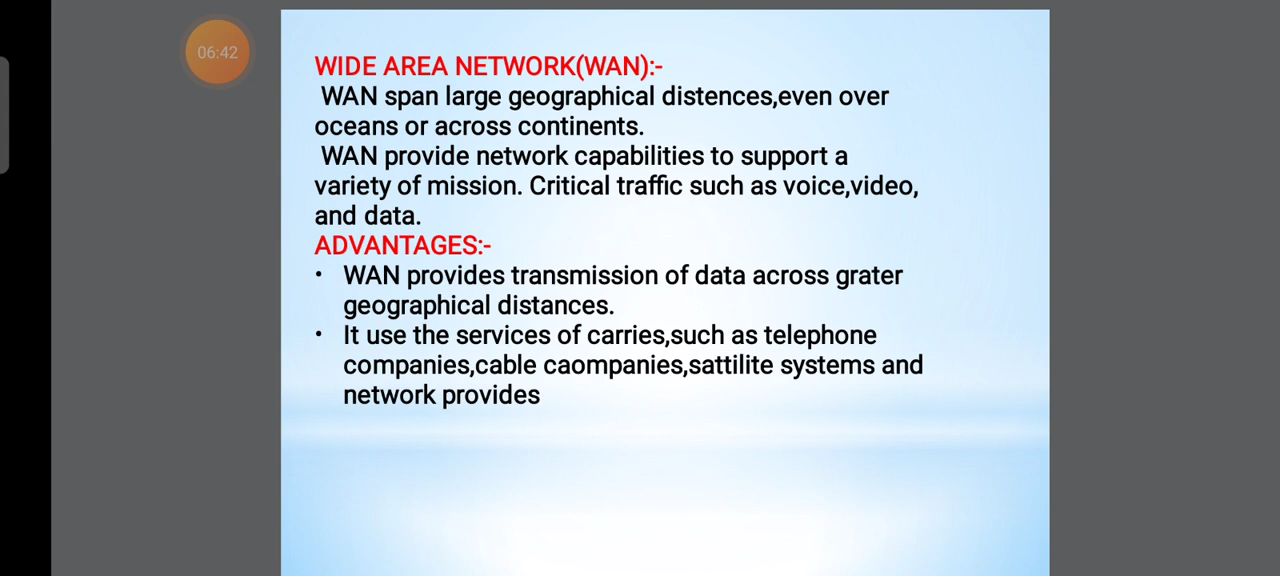 06:42
WIDE AREA NETWORK(WAN):-
WAN span large geographical distences,even over
oceans or across continents.
WAN provide network capabilities to support a
variety of mission. Critical traffic such as voice,video,
and data.
ADVANTAGES:-
• WAN provides transmission of data across grater
geographical distances.
• It use the services of carries,such as telephone
companies,cable caompanies,sattilite systems and
network provides